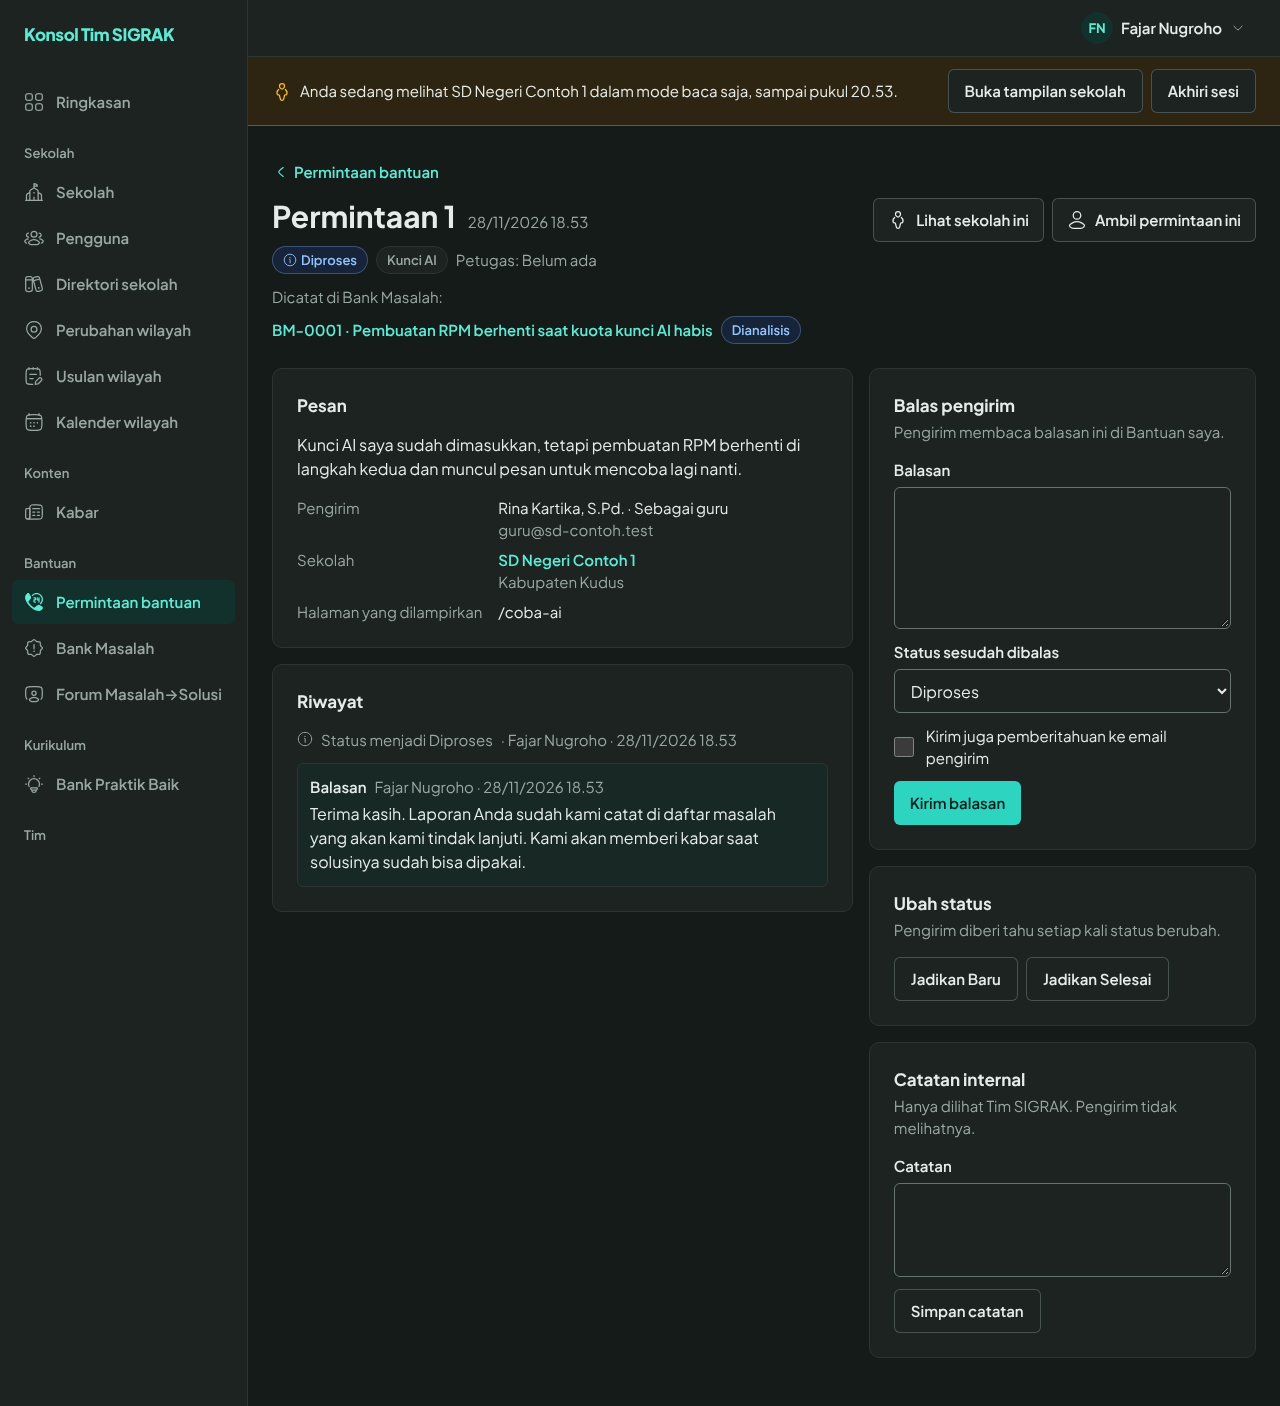 Konsol Tim SIGRAK
Ringkasan
Sekolah
Sekolah
Pengguna
Direktori sekolah
Perubahan wilayah
Usulan wilayah
Kalender wilayah
Konten
Kabar
Bantuan
Permintaan bantuan
Bank Masalah
Forum Masalah→Solusi
Kurikulum
Bank Praktik Baik
Tim
FN Fajar Nugroho
Anda sedang melihat SD Negeri Contoh 1 dalam mode baca saja, sampai pukul 20.53.
Buka tampilan sekolah
Akhiri sesi
Permintaan bantuan
Permintaan 1 28/11/2026 18.53
Lihat sekolah ini
Ambil permintaan ini
Diproses Kunci AI Petugas: Belum ada
Dicatat di Bank Masalah:
BM-0001 · Pembuatan RPM berhenti saat kuota kunci AI habis Dianalisis
Pesan
Kunci AI saya sudah dimasukkan, tetapi pembuatan RPM berhenti di
langkah kedua dan muncul pesan untuk mencoba lagi nanti.
Pengirim Rina Kartika, S.Pd. · Sebagai guru
guru@sd-contoh.test
Sekolah SD Negeri Contoh 1
Kabupaten Kudus
Halaman yang dilampirkan /coba-ai
Riwayat
Status menjadi Diproses · Fajar Nugroho · 28/11/2026 18.53
Balasan Fajar Nugroho · 28/11/2026 18.53
Terima kasih. Laporan Anda sudah kami catat di daftar masalah
yang akan kami tindak lanjuti. Kami akan memberi kabar saat
solusinya sudah bisa dipakai.
Balas pengirim
Pengirim membaca balasan ini di Bantuan saya.
Balasan
Status sesudah dibalas
Diproses
Kirim juga pemberitahuan ke email
pengirim
Kirim balasan
Ubah status
Pengirim diberi tahu setiap kali status berubah.
Jadikan Baru
Jadikan Selesai
Catatan internal
Hanya dilihat Tim SIGRAK. Pengirim tidak
melihatnya.
Catatan
Simpan catatan